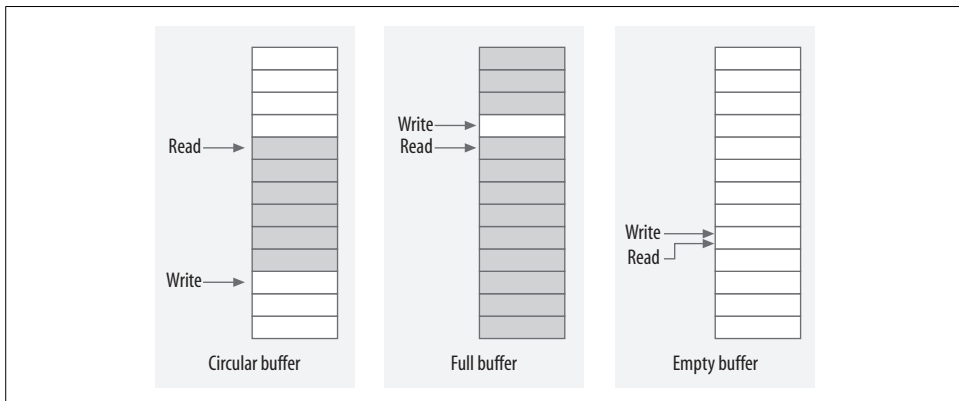 Write
Read
Read
Write
Read
Write
Circular buffer
Full buffer
Empty buffer